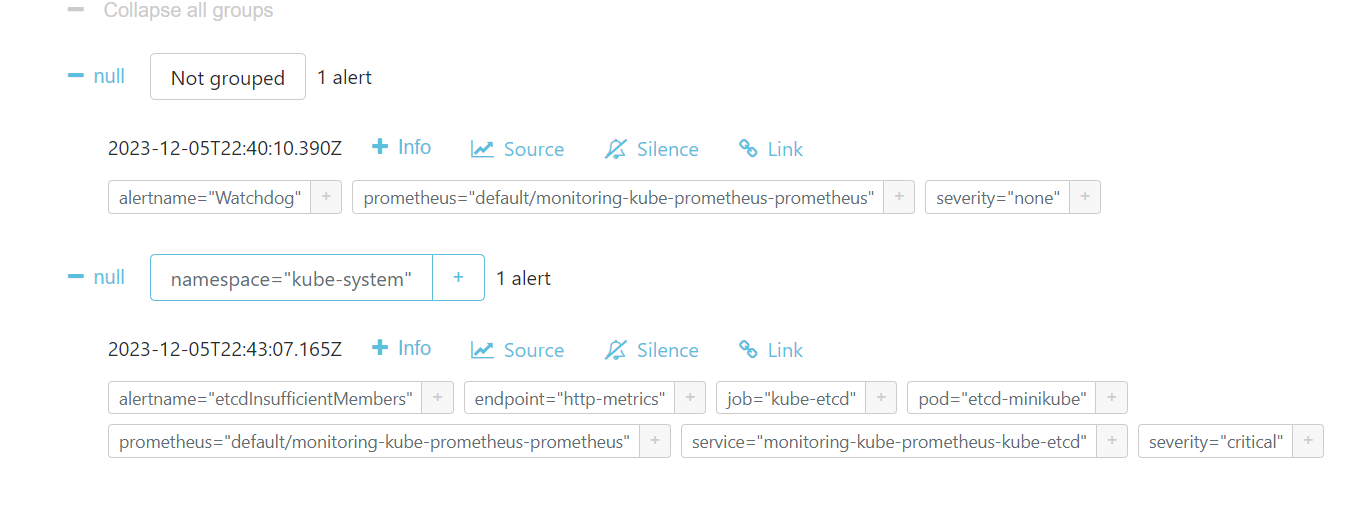 Collapse all groups
null Not grouped 1 alert
2023-12-05T22:40:10.390Z Info Source Silence Link
alertname="Watchdog" + prometheus="default/monitoring-kube-prometheus-prometheus" + severity="none" +
null namespace="kube-system" + 1 alert
2023-12-05T22:43:07.165Z Info Source Silence Link
alertname="etcdInsufficientMembers" + endpoint="http-metrics" + job="kube-etcd" + pod="etcd-minikube" +
prometheus="default/monitoring-kube-prometheus-prometheus" + service="monitoring-kube-prometheus-kube-etcd" + severity="critical" +